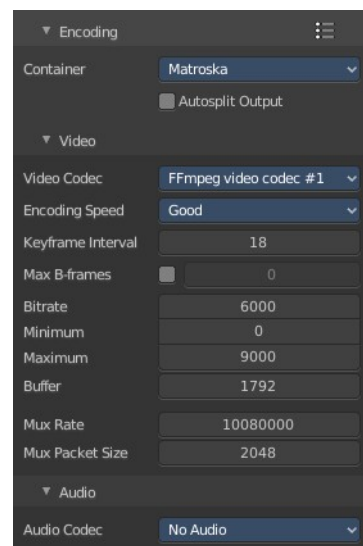 Encoding
Container Matroska
Autosplit Output
Video
Video Codec FFmpeg video codec #1
Encoding Speed Good
Keyframe Interval 18
Max B-frames 0
Bitrate 6000
Minimum 0
Maximum 9000
Buffer 1792
Mux Rate 10080000
Mux Packet Size 2048
Audio
Audio Codec No Audio